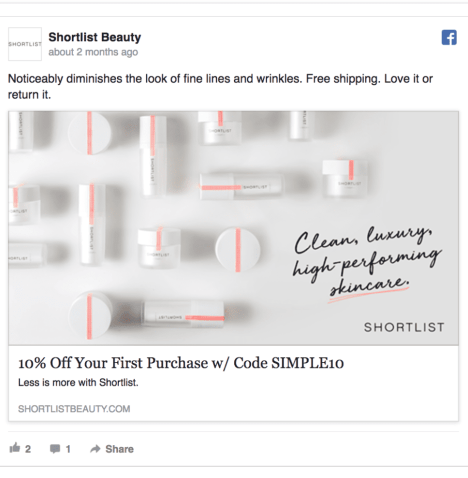 SHORTLIST
Shortlist Beauty
about 2 months ago
Noticeably diminishes the look of fine lines and wrinkles. Free shipping. Love it or
return it.
SHORTLIST
SHORTLIST
Clean, luxury,
high-performing
skincare.
SHORTLIST
10% Off Your First Purchase w/ Code SIMPLE10
Less is more with Shortlist.
SHORTLISTBEAUTY.COM
2
1
Share